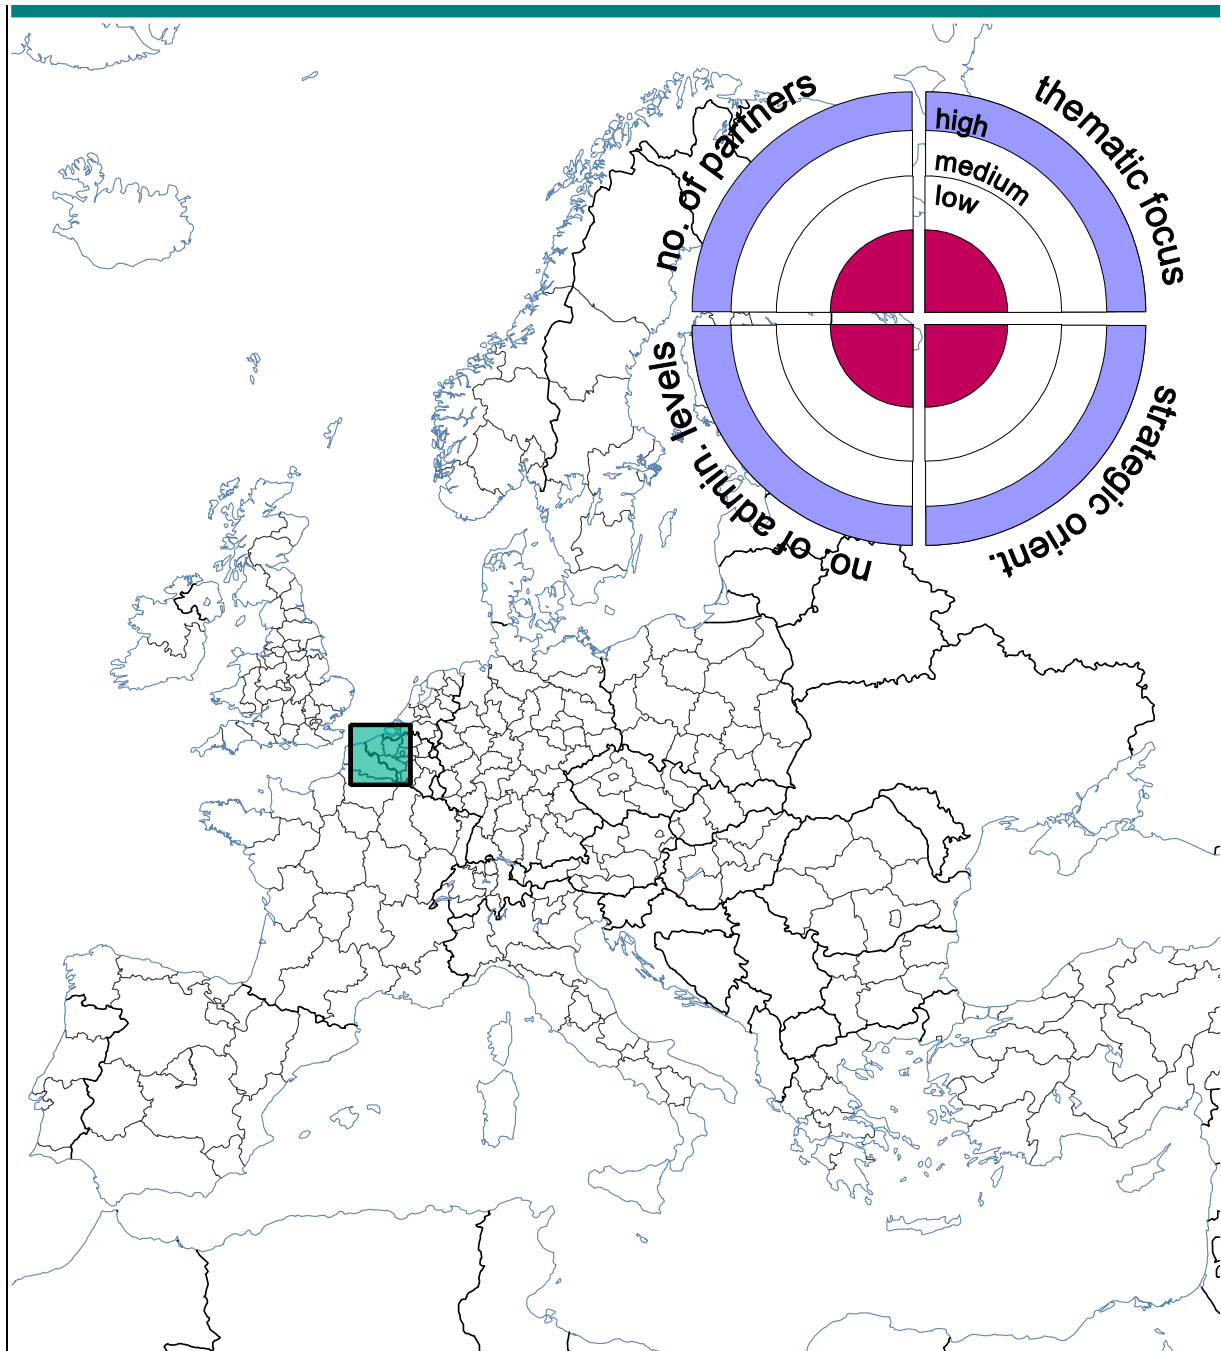 no. of partners
thematic focus
high
medium
low
no. of admin. levels
strategic orient.